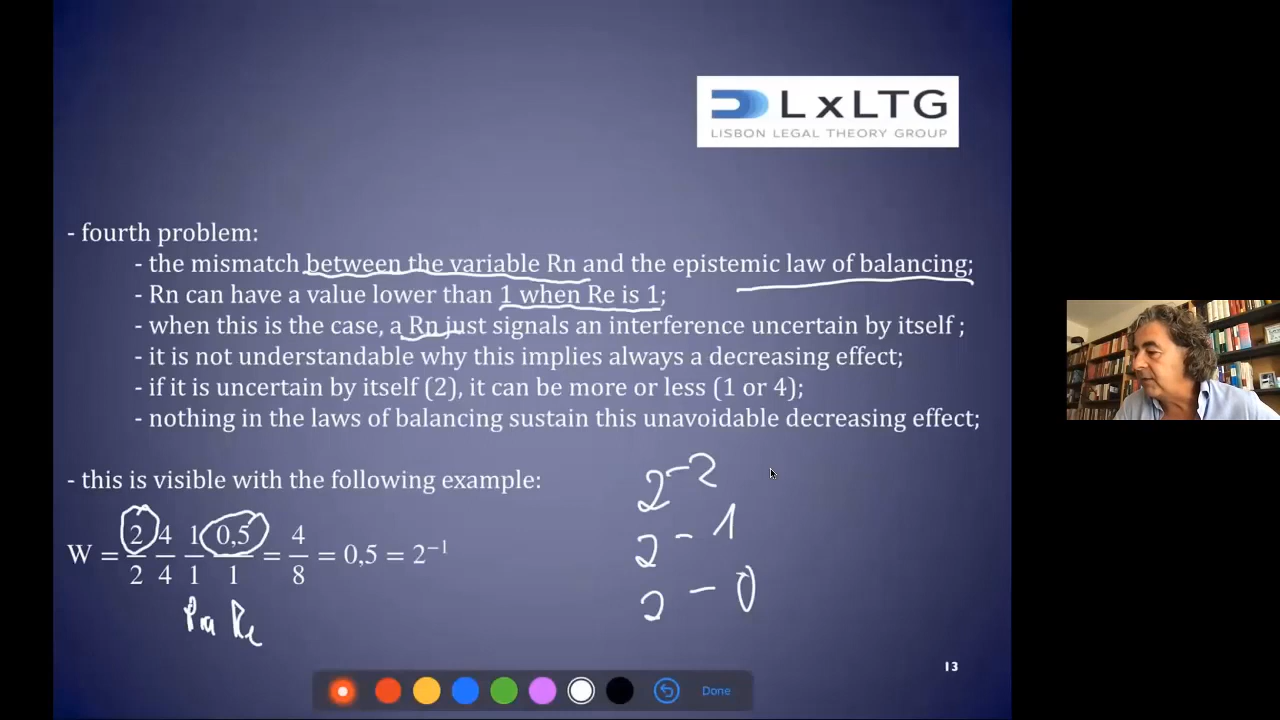 LxLTG
LISBON LEGAL THEORY GROUP
- fourth problem:
- the mismatch between the variable Rn and the epistemic law of balancing;
- Rn can have a value lower than 1 when Re is 1;
- when this is the case, a Rn just signals an interference uncertain by itself ;
- it is not understandable why this implies always a decreasing effect;
- if it is uncertain by itself (2), it can be more or less (1 or 4);
- nothing in the laws of balancing sustain this unavoidable decreasing effect;
- this is visible with the following example:
W = 2/2 4/4 1/1 0,5/1 = 4/8 = 0,5 = 2⁻¹
Re
2⁻²
2 - 1
2 - 0
13
Done